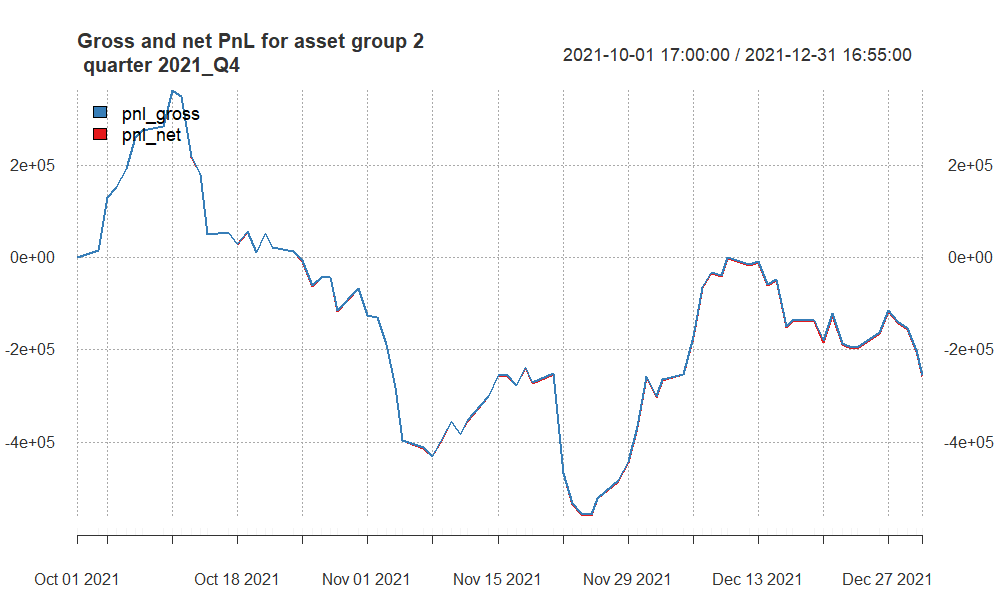 Gross and net PnL for asset group 2
quarter 2021_Q4
2021-10-01 17:00:00 / 2021-12-31 16:55:00
pnl_gross
pnl_net
2e+05
2e+05
0e+00
0e+00
-2e+05
-2e+05
-4e+05
-4e+05
Oct 01 2021
Oct 18 2021
Nov 01 2021
Nov 15 2021
Nov 29 2021
Dec 13 2021
Dec 27 2021